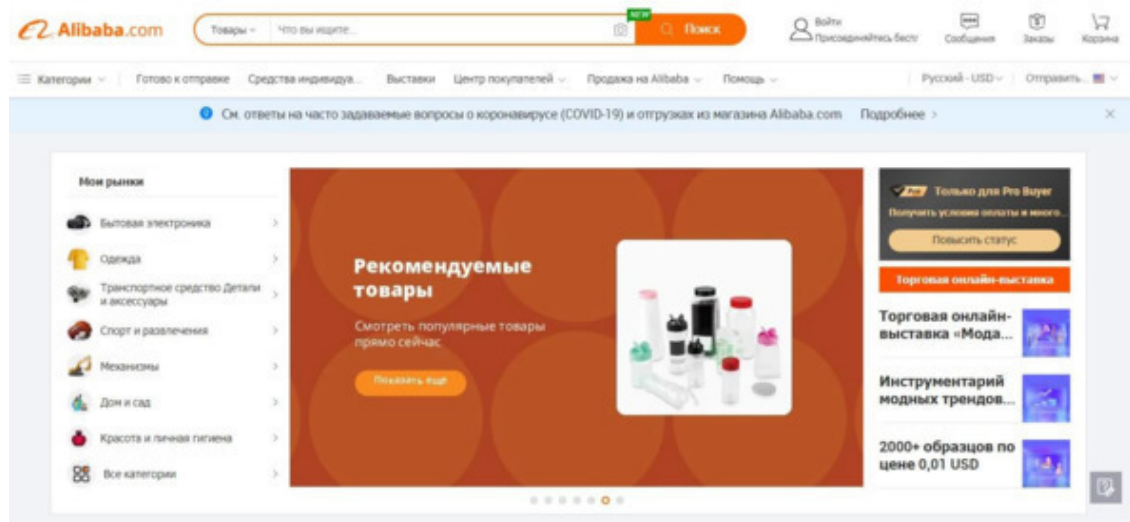 Alibaba.com
Товары
Что вы ищите...
NEW
Поиск
Войти
Присоединяйтесь бесп
Сообщения
Заказы
Корзина
Категории
Готово к отправке
Средства индивидуа...
Выставки
Центр покупателей
Продажа на Alibaba
Помощь
Русский - USD
Отправить...
См. ответы на часто задаваемые вопросы о коронавирусе (COVID-19) и отгрузках из магазина Alibaba.com
Подробнее >
Мои рынки
Бытовая электроника
Одежда
Транспортное средство Детали
и аксессуары
Спорт и развлечения
Механизмы
Дом и сад
Красота и личная гигиена
Все категории
Рекомендуемые
товары
Смотреть популярные товары
прямо сейчас
Показать еще
Pro
Только для Pro Buyer
Получить условия оплаты и много...
Повысить статус
Торговая онлайн-выставка
Торговая онлайн-
выставка «Мода...
Инструментарий
модных трендов...
2000+ образцов по
цене 0,01 USD